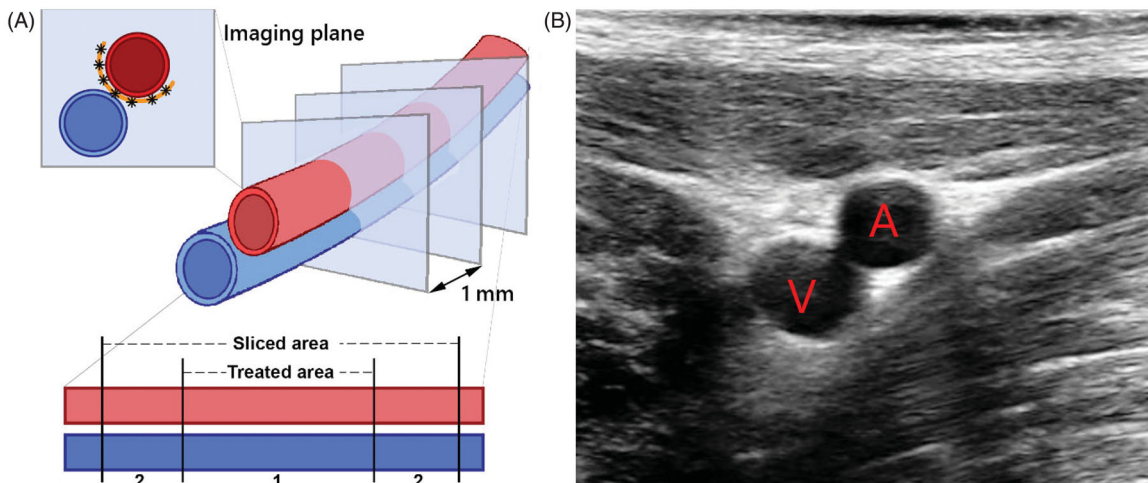 (A)
Imaging plane
1 mm
Sliced area
Treated area
2 1 2
(B)
A
V